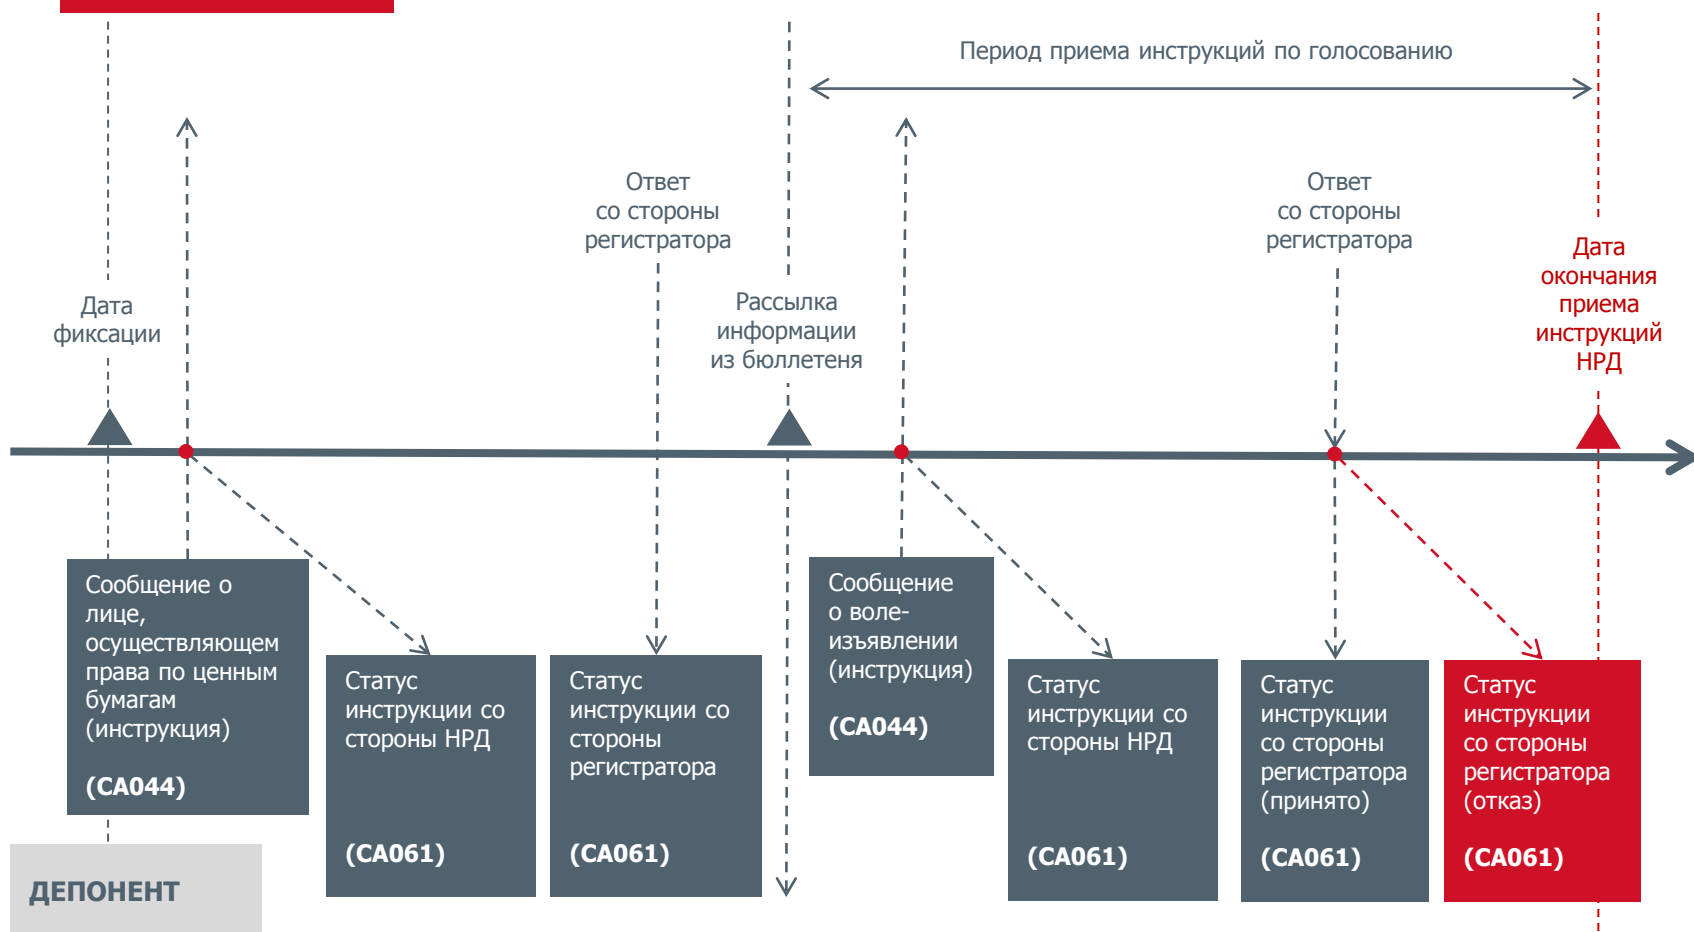 Период приема инструкций по голосованию
Ответ
со стороны
регистратора
Ответ
со стороны
регистратора
Дата
фиксации
Рассылка
информации
из бюллетеня
Дата
окончания
приема
инструкций
НРД
Сообщение о
лице,
осуществляющем
права по ценным
бумагам
(инструкция)
(CA044)
Статус
инструкции со
стороны НРД
(CA061)
Статус
инструкции со
стороны
регистратора
(CA061)
Сообщение
о воле-
изъявлении
(инструкция)
(CA044)
Статус
инструкции со
стороны НРД
(CA061)
Статус
инструкции
со стороны
регистратора
(принято)
(CA061)
Статус
инструкции
со стороны
регистратора
(отказ)
(CA061)
ДЕПОНЕНТ